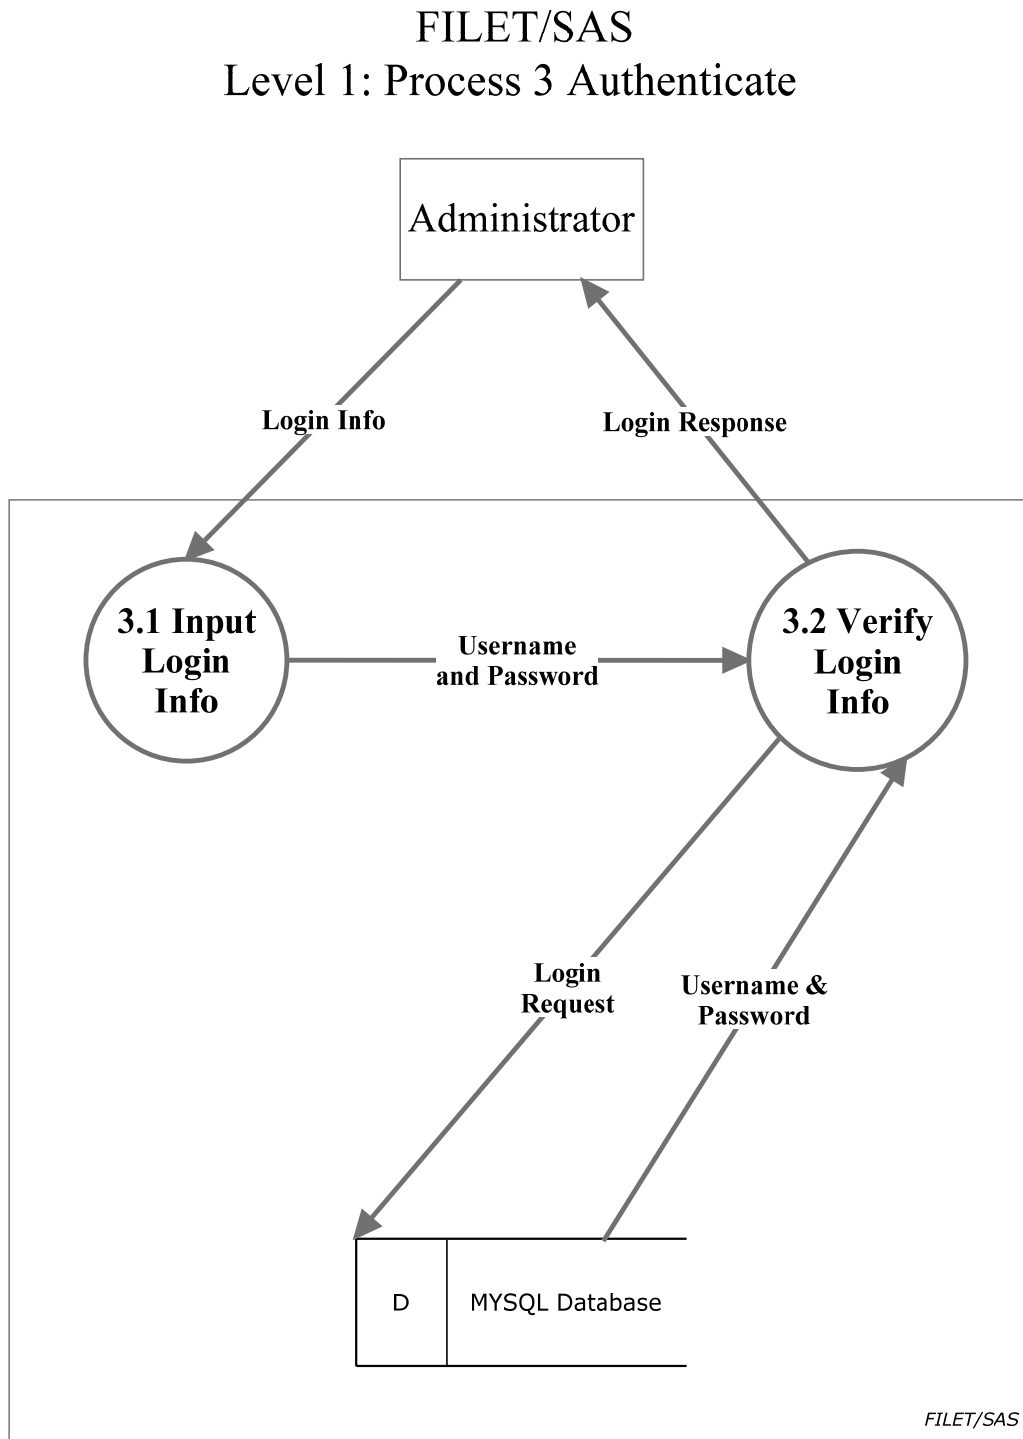 FILET/SAS
Level 1: Process 3 Authenticate
Administrator
Login Info
Login Response
3.1 Input
Login
Info
Username
and Password
3.2 Verify
Login
Info
Login
Request
Username &
Password
D
MYSQL Database
FILET/SAS